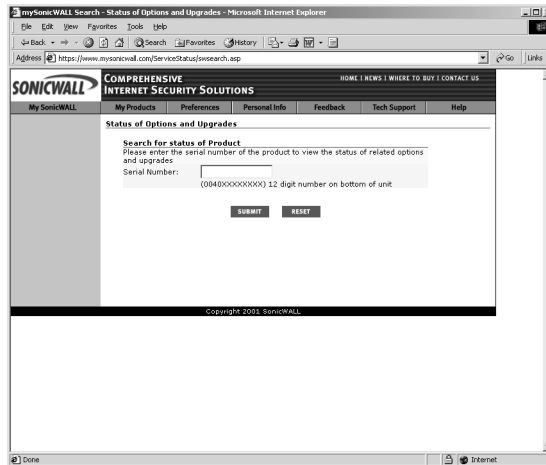 mySonicWALL Search - Status of Options and Upgrades - Microsoft Internet Explorer
File Edit View Favorites Tools Help
Back Search Favorites History
Address https://www.mysonicwall.com/ServiceStatus/swsearch.asp Go Links
SONICWALL
COMPREHENSIVE
INTERNET SECURITY SOLUTIONS
HOME | NEWS | WHERE TO BUY | CONTACT US
My SonicWALL My Products Preferences Personal Info Feedback Tech Support Help
Status of Options and Upgrades
Search for status of Product
Please enter the serial number of the product to view the status of related options
and upgrades
Serial Number:
(0040XXXXXXXX) 12 digit number on bottom of unit
SUBMIT RESET
Copyright 2001 SonicWALL
Done Internet